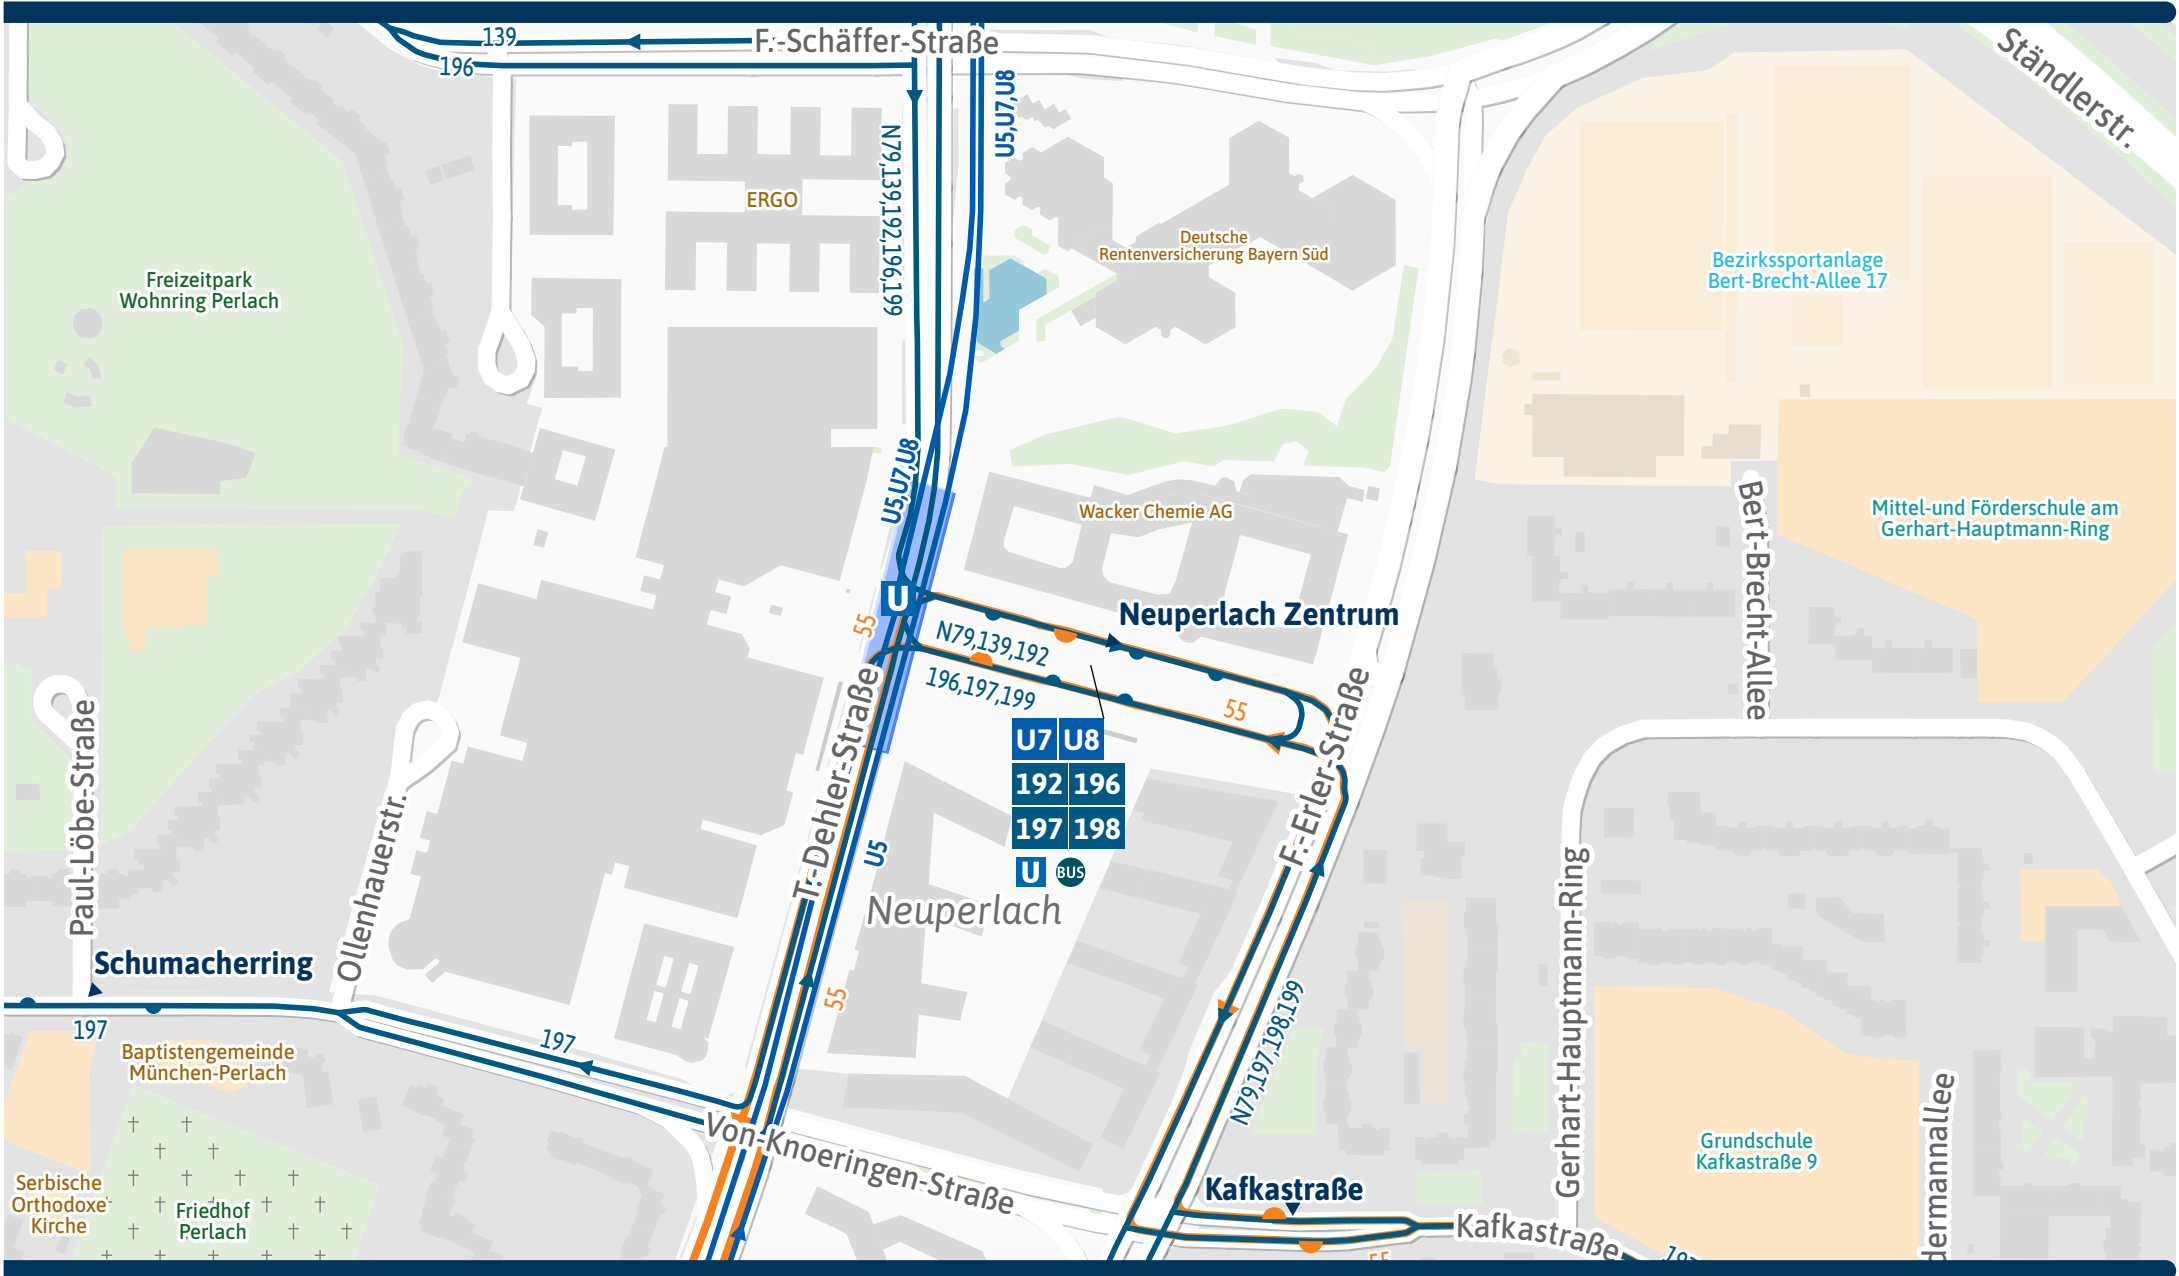 139
F.-Schäffer-Straße
196
Ständlerstr.
U5,U7,U8
N79,139,192,196,199
ERGO
Deutsche
Rentenversicherung Bayern Süd
Bezirkssportanlage
Bert-Brecht-Allee 17
Freizeitpark
Wohnring Perlach
U5,U7,U8
Wacker Chemie AG
Bert-Brecht-Allee
Mittel-und Förderschule am
Gerhart-Hauptmann-Ring
U
55
Neuperlach Zentrum
N79,139,192
196,197,199
55
T.-Dehler-Straße
F.-Erler-Straße
Paul-Löbe-Straße
Ollenhauerstr.
U7 U8
192 196
197 198
U BUS
U5
Neuperlach
Gerhart-Hauptmann-Ring
Schumacherring
197
55
197
N79,197,198,199
Baptistengemeinde
München-Perlach
Von-Knoeringen-Straße
Grundschule
Kafkastraße 9
dermannallee
Serbische
Orthodoxe
Kirche
Friedhof
Perlach
Kafkastraße
Kafkastraße
55